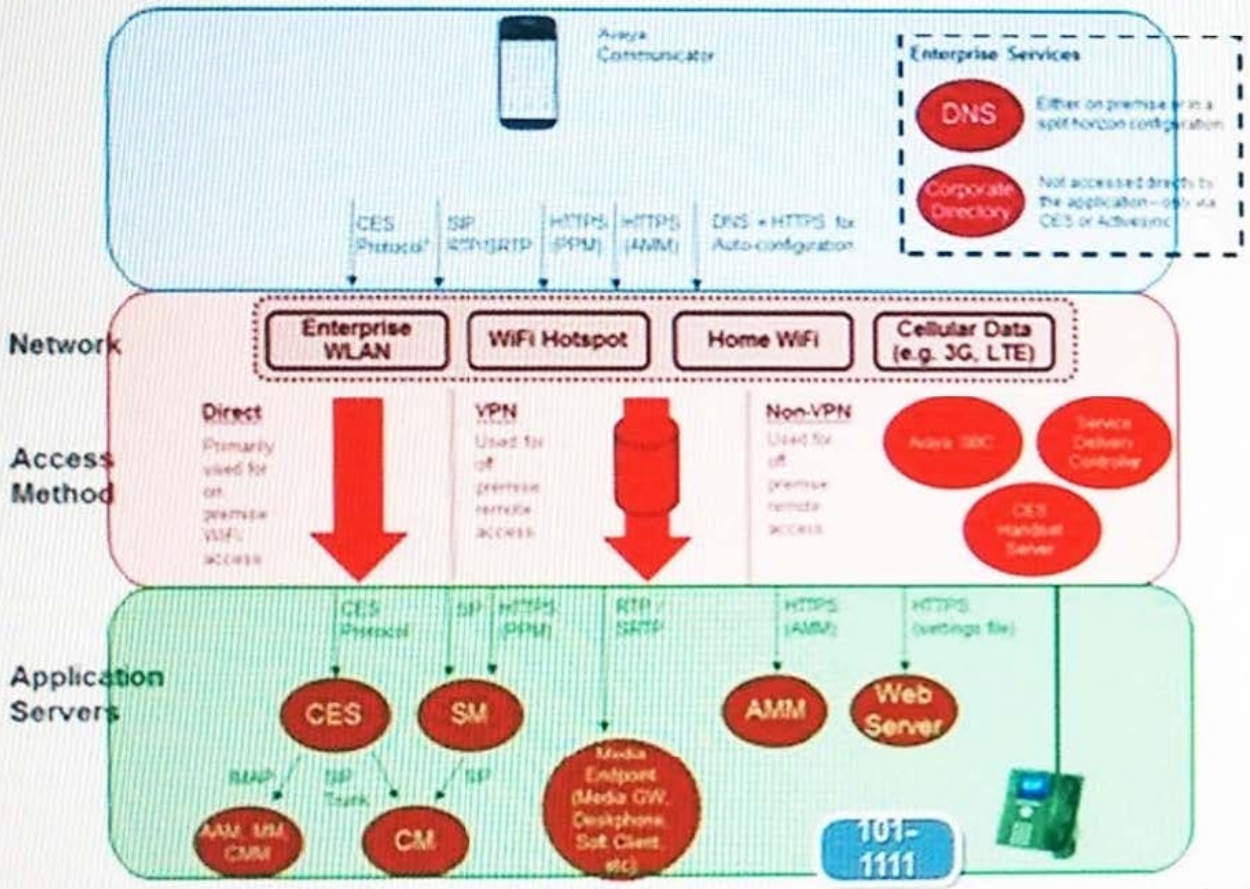 Avaya
Communicator
Enterprise Services
DNS
Either on premise or in a
split horizon configuration
Corporate
Directory
Not accessed directly by
the application - only via
CES or Activesync
CES
Protocol*
SIP
RTP/SRTP
HTTPS
(PPM)
HTTPS
(AMM)
DNS + HTTPS for
Auto-configuration
Network
Enterprise
WLAN
WiFi Hotspot
Home WiFi
Cellular Data
(e.g. 3G, LTE)
Access
Method
Direct
Primarily
used for
on
premise
WiFi
access
VPN
Used for
off
premise
remote
access
Non-VPN
Used for
off
premise
remote
access
Avaya SBC
Service
Delivery
Controller
CES
Handset
Server
Application
Servers
CES
Protocol
SIP
HTTPS
(PPM)
RTP /
SRTP
HTTPS
(AMM)
HTTPS
(settings file)
CES
SM
AMM
Web
Server
IMAP
SIP
Trunk
SIP
AAM, MM,
CMM
CM
Media
Endpoint
(Media GW,
Deskphone,
Soft Client,
etc)
101-
1111